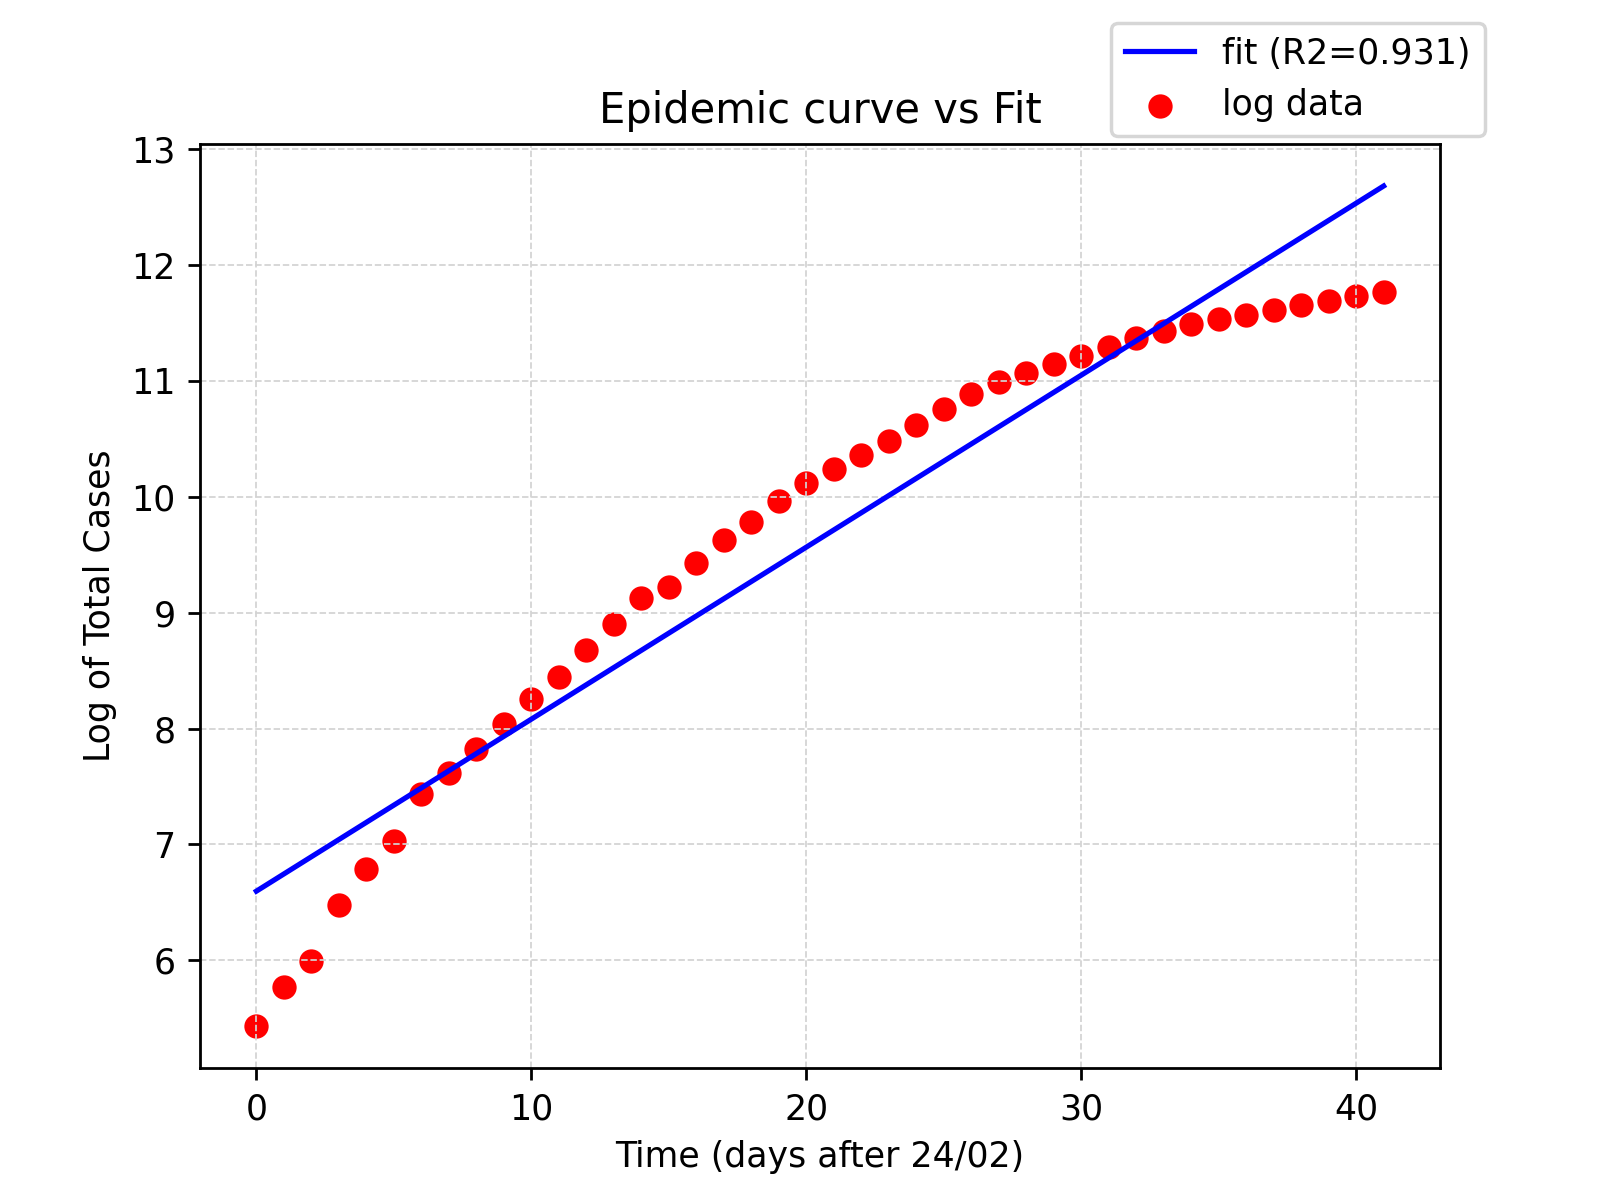 fit (R2=0.931)
log data
Epidemic curve vs Fit
13
12
11
10
9
8
7
6
Log of Total Cases
0 10 20 30 40
Time (days after 24/02)